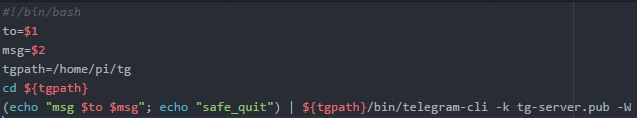 #!/bin/bash
to=$1
msg=$2
tgpath=/home/pi/tg
cd ${tgpath}
(echo "msg $to $msg"; echo "safe_quit") | ${tgpath}/bin/telegram-cli -k tg-server.pub -W